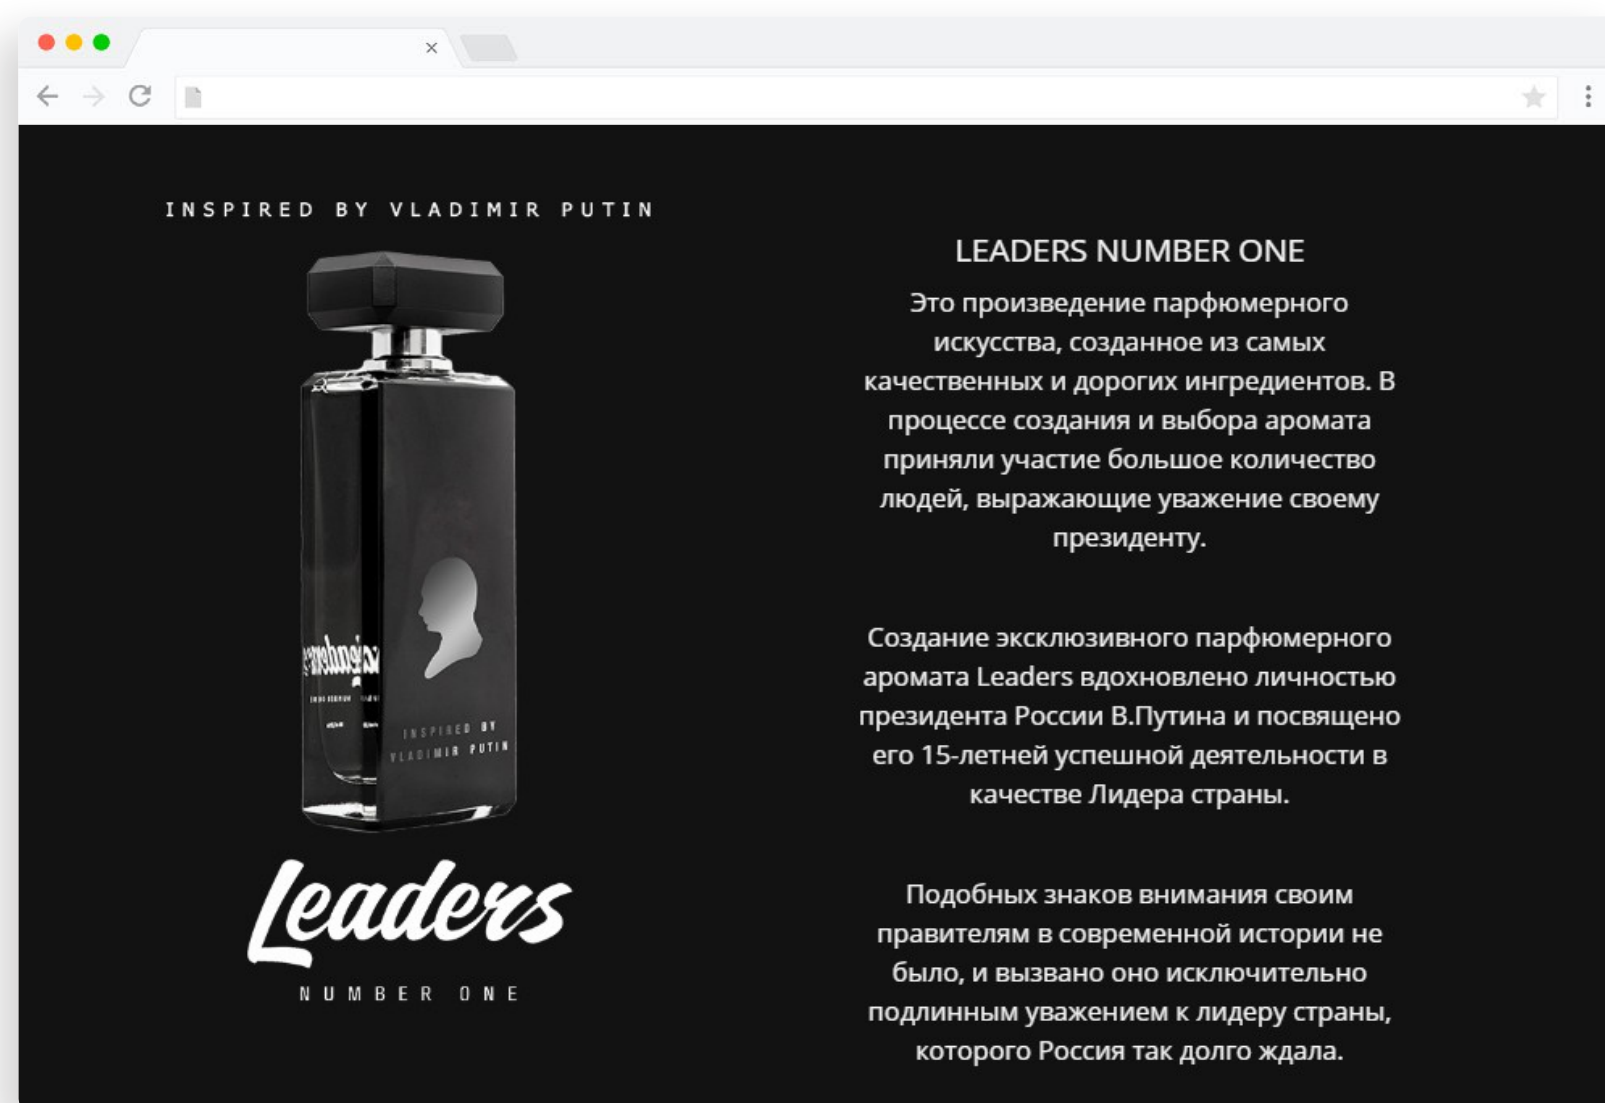 INSPIRED BY VLADIMIR PUTIN
INSPIRED BY
VLADIMIR PUTIN
Leaders
NUMBER ONE
LEADERS NUMBER ONE
Это произведение парфюмерного
искусства, созданное из самых
качественных и дорогих ингредиентов. В
процессе создания и выбора аромата
приняли участие большое количество
людей, выражающие уважение своему
президенту.
Создание эксклюзивного парфюмерного
аромата Leaders вдохновлено личностью
президента России В.Путина и посвящено
его 15-летней успешной деятельности в
качестве Лидера страны.
Подобных знаков внимания своим
правителям в современной истории не
было, и вызвано оно исключительно
подлинным уважением к лидеру страны,
которого Россия так долго ждала.